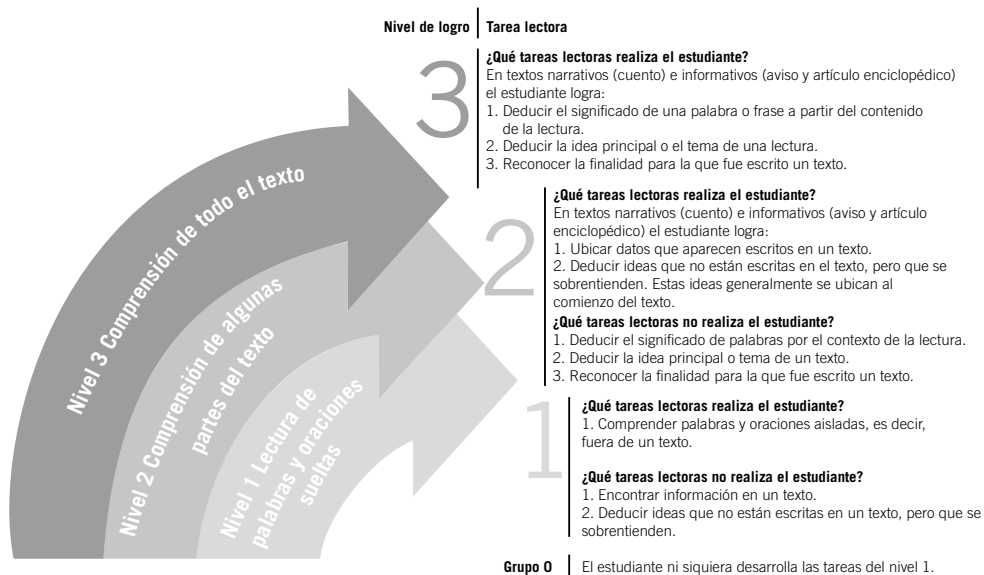 Nivel de logro Tarea lectora
3
¿Qué tareas lectoras realiza el estudiante?
En textos narrativos (cuento) e informativos (aviso y artículo enciclopédico)
el estudiante logra:
1. Deducir el significado de una palabra o frase a partir del contenido
de la lectura.
2. Deducir la idea principal o el tema de una lectura.
3. Reconocer la finalidad para la que fue escrito un texto.
Nivel 3 Comprensión de todo el texto
2
¿Qué tareas lectoras realiza el estudiante?
En textos narrativos (cuento) e informativos (aviso y artículo
enciclopédico) el estudiante logra:
1. Ubicar datos que aparecen escritos en un texto.
2. Deducir ideas que no están escritas en el texto, pero que se
sobrentienden. Estas ideas generalmente se ubican al
comienzo del texto.
¿Qué tareas lectoras no realiza el estudiante?
1. Deducir el significado de palabras por el contexto de la lectura.
2. Deducir la idea principal o tema de un texto.
3. Reconocer la finalidad para la que fue escrito un texto.
Nivel 2 Comprensión de algunas
partes del texto
1
¿Qué tareas lectoras realiza el estudiante?
1. Comprender palabras y oraciones aisladas, es decir,
fuera de un texto.
¿Qué tareas lectoras no realiza el estudiante?
1. Encontrar información en un texto.
2. Deducir ideas que no están escritas en un texto, pero que se
sobrentienden.
Nivel 1 Lectura de
palabras y oraciones
sueltas
Grupo 0 El estudiante ni siquiera desarrolla las tareas del nivel 1.